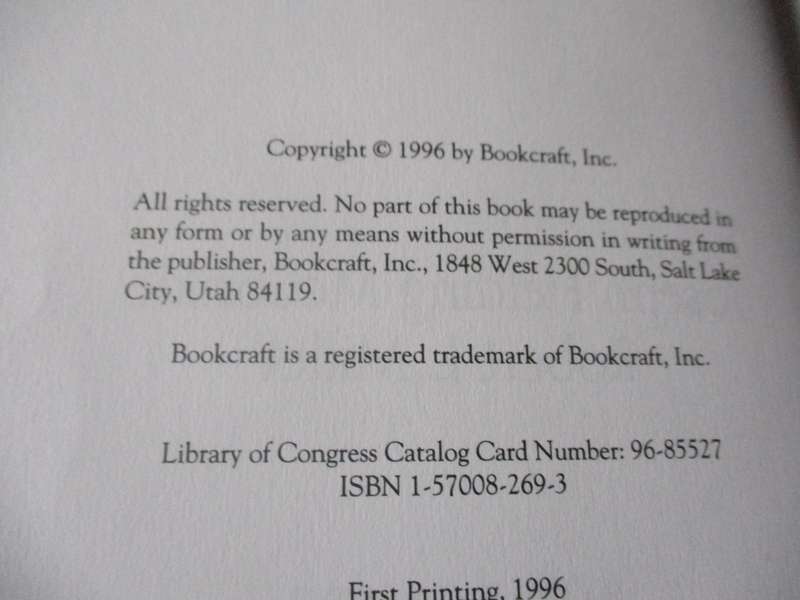 Copyright © 1996 by Bookcraft, Inc.
All rights reserved. No part of this book may be reproduced in
any form or by any means without permission in writing from
the publisher, Bookcraft, Inc., 1848 West 2300 South, Salt Lake
City, Utah 84119.
Bookcraft is a registered trademark of Bookcraft, Inc.
Library of Congress Catalog Card Number: 96-85527
ISBN 1-57008-269-3
First Printing, 1996